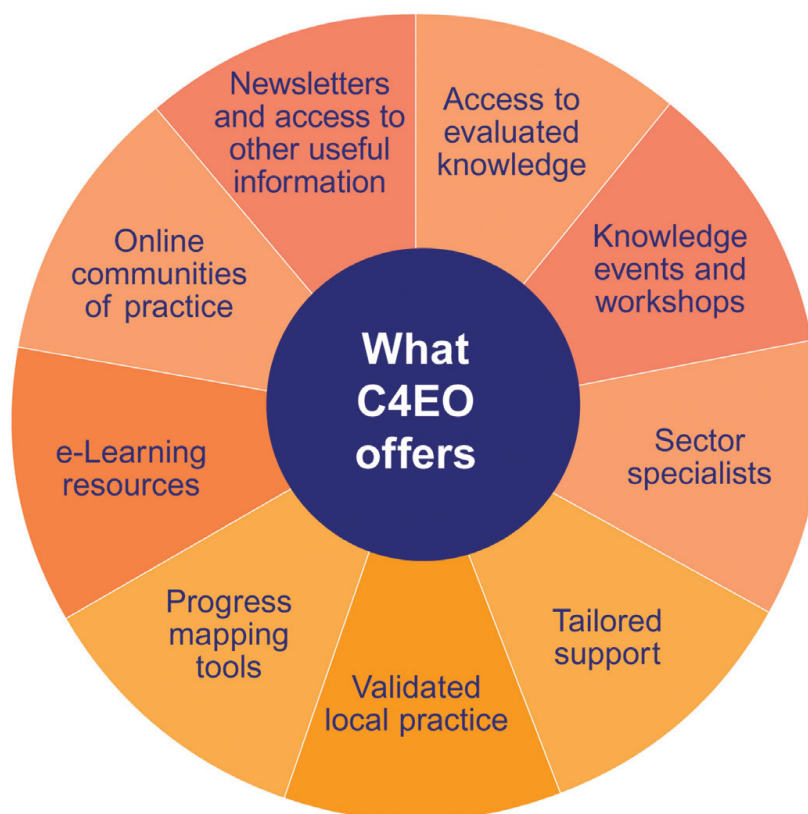 What
C4EO
offers
Access to
evaluated
knowledge
Knowledge
events and
workshops
Sector
specialists
Tailored
support
Validated
local practice
Progress
mapping
tools
e-Learning
resources
Online
communities
of practice
Newsletters
and access to
other useful
information